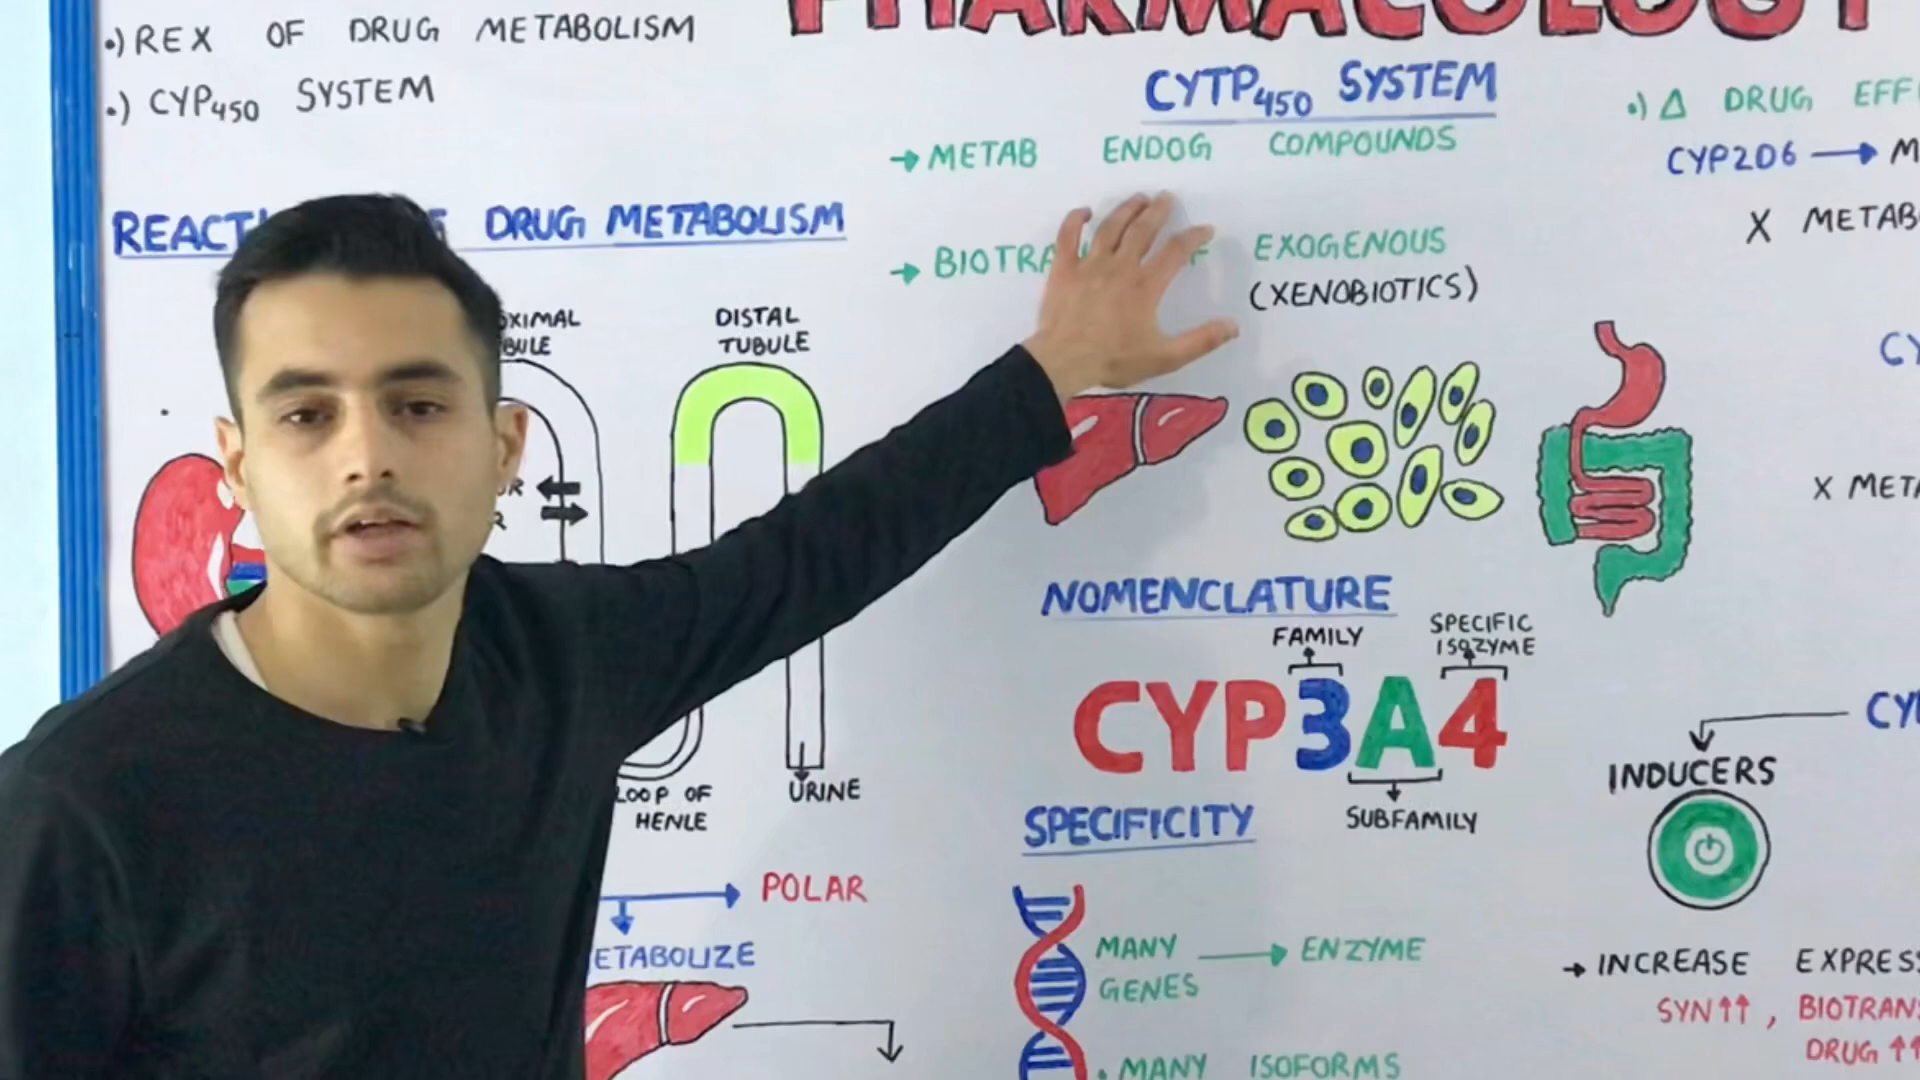 PHARMACOLOGY
•) REX OF DRUG METABOLISM
•) CYP450 SYSTEM
DRUG METABOLISM
DISTAL
TUBULE
LOOP OF
HENLE
URINE
POLAR
CYTP450 SYSTEM
→ METAB ENDOG COMPOUNDS
→ EXOGENOUS
(XENOBIOTICS)
NOMENCLATURE
FAMILY
SPECIFIC
ISOZYME
CYP3A4
SUBFAMILY
SPECIFICITY
MANY → ENZYME
GENES
• MANY ISOFORMS
•) Δ DRUG
CYP2D6 →
X
X
INDUCERS
→ INCREASE
SYN↑↑,
DRUG ↑↑